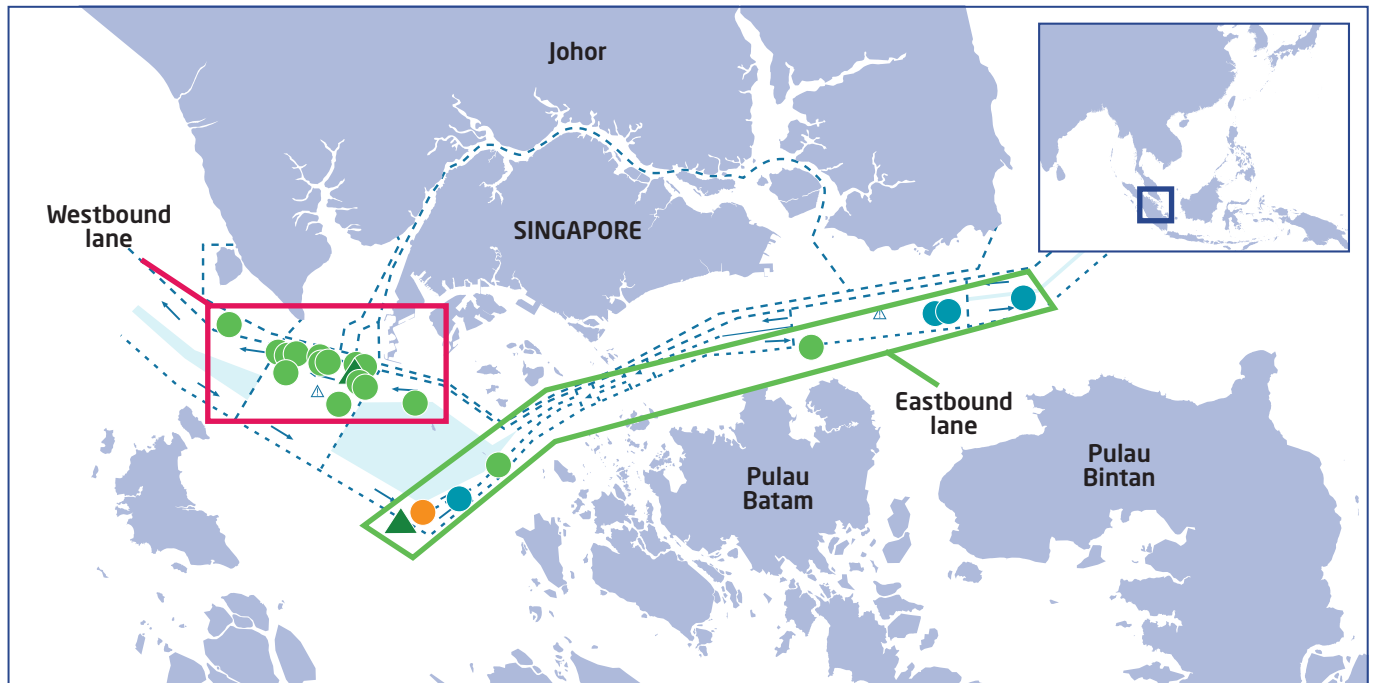 Johor
Westbound
lane
SINGAPORE
Eastbound
lane
Pulau
Batam
Pulau
Bintan